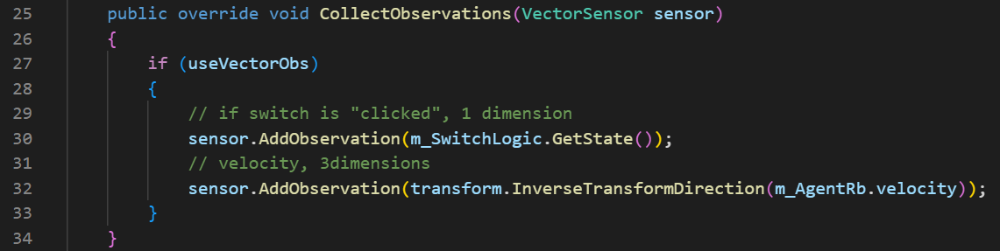 25 public override void CollectObservations(VectorSensor sensor)
26 {
27 if (useVectorObs)
28 {
29 // if switch is "clicked", 1 dimension
30 sensor.AddObservation(m_SwitchLogic.GetState());
31 // velocity, 3dimensions
32 sensor.AddObservation(transform.InverseTransformDirection(m_AgentRb.velocity));
33 }
34 }